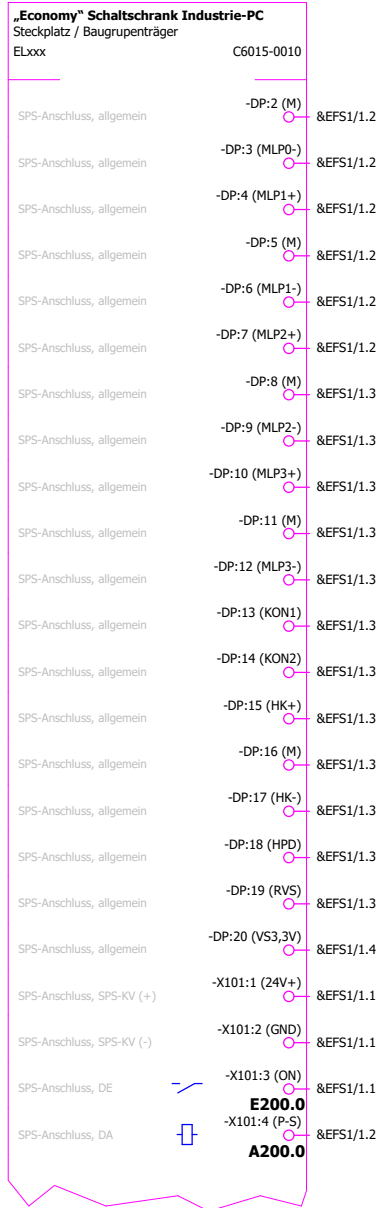 „Economy“ Schaltschrank Industrie-PC
Steckplatz / Baugrupenträger
ELxxx C6015-0010
-DP:2 (M)
SPS-Anschluss, allgemein &EFS1/1.2
-DP:3 (MLP0-)
SPS-Anschluss, allgemein &EFS1/1.2
-DP:4 (MLP1+)
SPS-Anschluss, allgemein &EFS1/1.2
-DP:5 (M)
SPS-Anschluss, allgemein &EFS1/1.2
-DP:6 (MLP1-)
SPS-Anschluss, allgemein &EFS1/1.2
-DP:7 (MLP2+)
SPS-Anschluss, allgemein &EFS1/1.2
-DP:8 (M)
SPS-Anschluss, allgemein &EFS1/1.3
-DP:9 (MLP2-)
SPS-Anschluss, allgemein &EFS1/1.3
-DP:10 (MLP3+)
SPS-Anschluss, allgemein &EFS1/1.3
-DP:11 (M)
SPS-Anschluss, allgemein &EFS1/1.3
-DP:12 (MLP3-)
SPS-Anschluss, allgemein &EFS1/1.3
-DP:13 (KON1)
SPS-Anschluss, allgemein &EFS1/1.3
-DP:14 (KON2)
SPS-Anschluss, allgemein &EFS1/1.3
-DP:15 (HK+)
SPS-Anschluss, allgemein &EFS1/1.3
-DP:16 (M)
SPS-Anschluss, allgemein &EFS1/1.3
-DP:17 (HK-)
SPS-Anschluss, allgemein &EFS1/1.3
-DP:18 (HPD)
SPS-Anschluss, allgemein &EFS1/1.3
-DP:19 (RVS)
SPS-Anschluss, allgemein &EFS1/1.3
-DP:20 (VS3,3V)
SPS-Anschluss, allgemein &EFS1/1.4
-X101:1 (24V+)
SPS-Anschluss, SPS-KV (+) &EFS1/1.1
-X101:2 (GND)
SPS-Anschluss, SPS-KV (-) &EFS1/1.1
-X101:3 (ON)
SPS-Anschluss, DE &EFS1/1.1
E200.0
-X101:4 (P-S)
SPS-Anschluss, DA &EFS1/1.2
A200.0